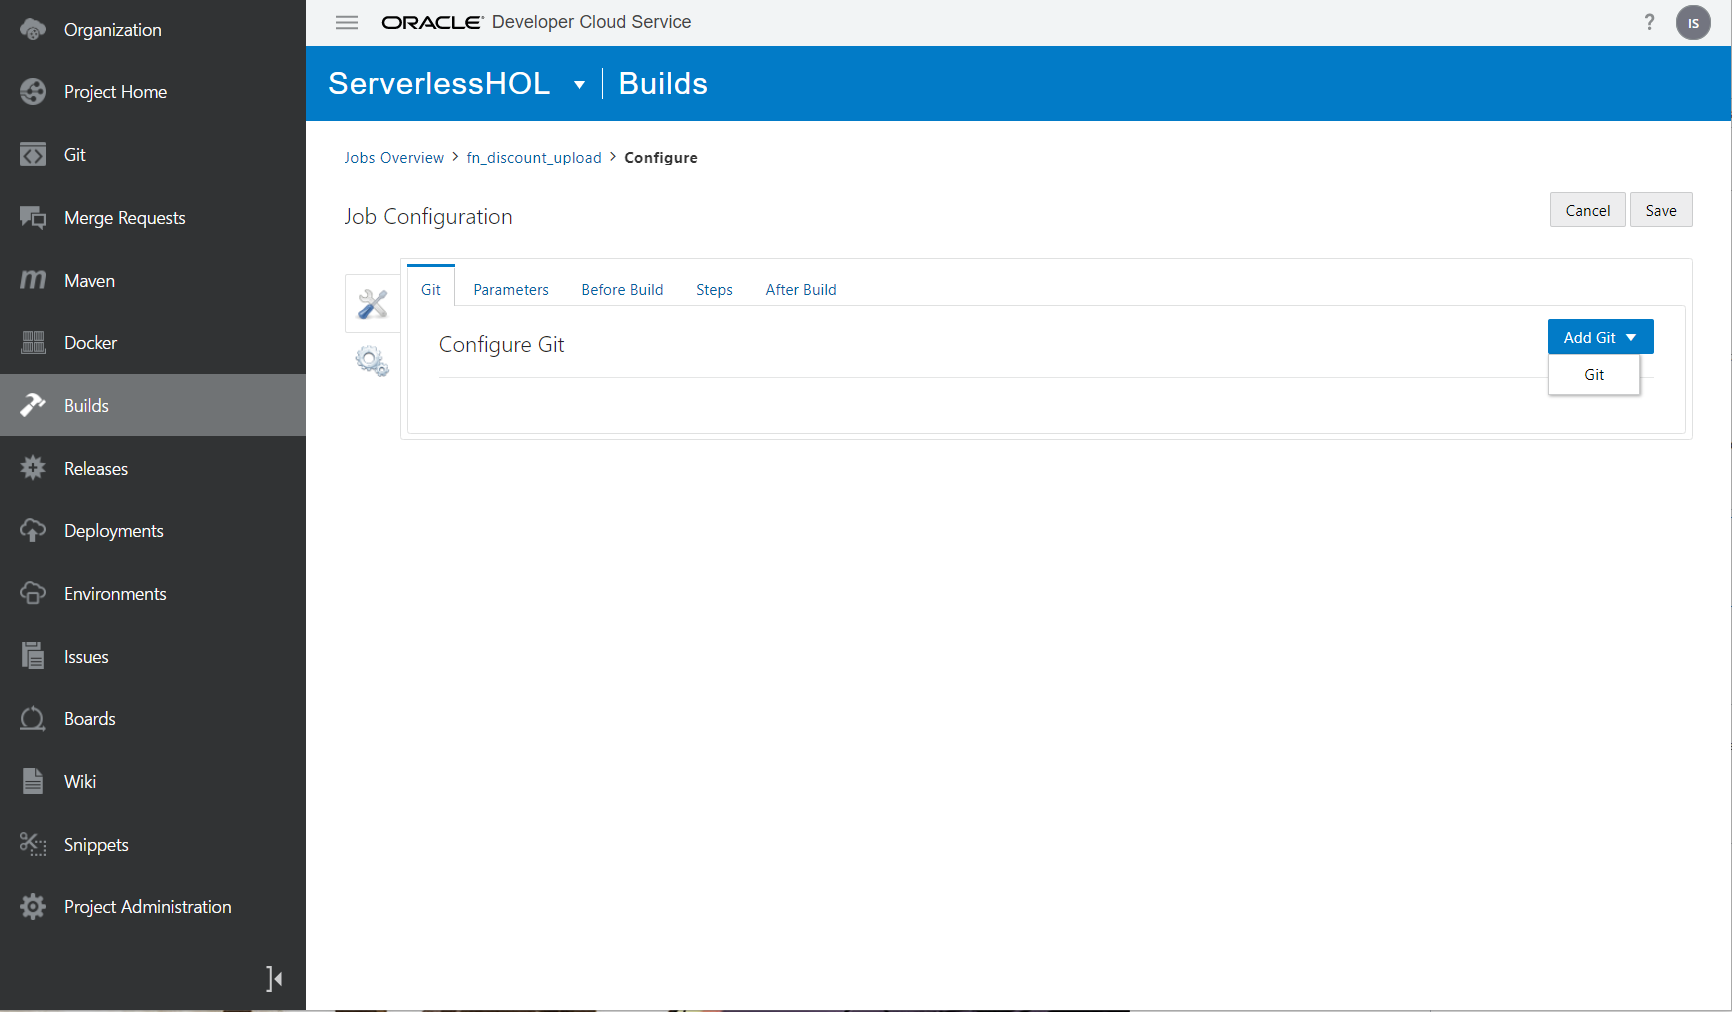 Organization
Project Home
Git
Merge Requests
Maven
Docker
Builds
Releases
Deployments
Environments
Issues
Boards
Wiki
Snippets
Project Administration
ORACLE Developer Cloud Service
? IS
ServerlessHOL Builds
Jobs Overview > fn_discount_upload > Configure
Job Configuration
Cancel Save
Git Parameters Before Build Steps After Build
Configure Git
Add Git
Git